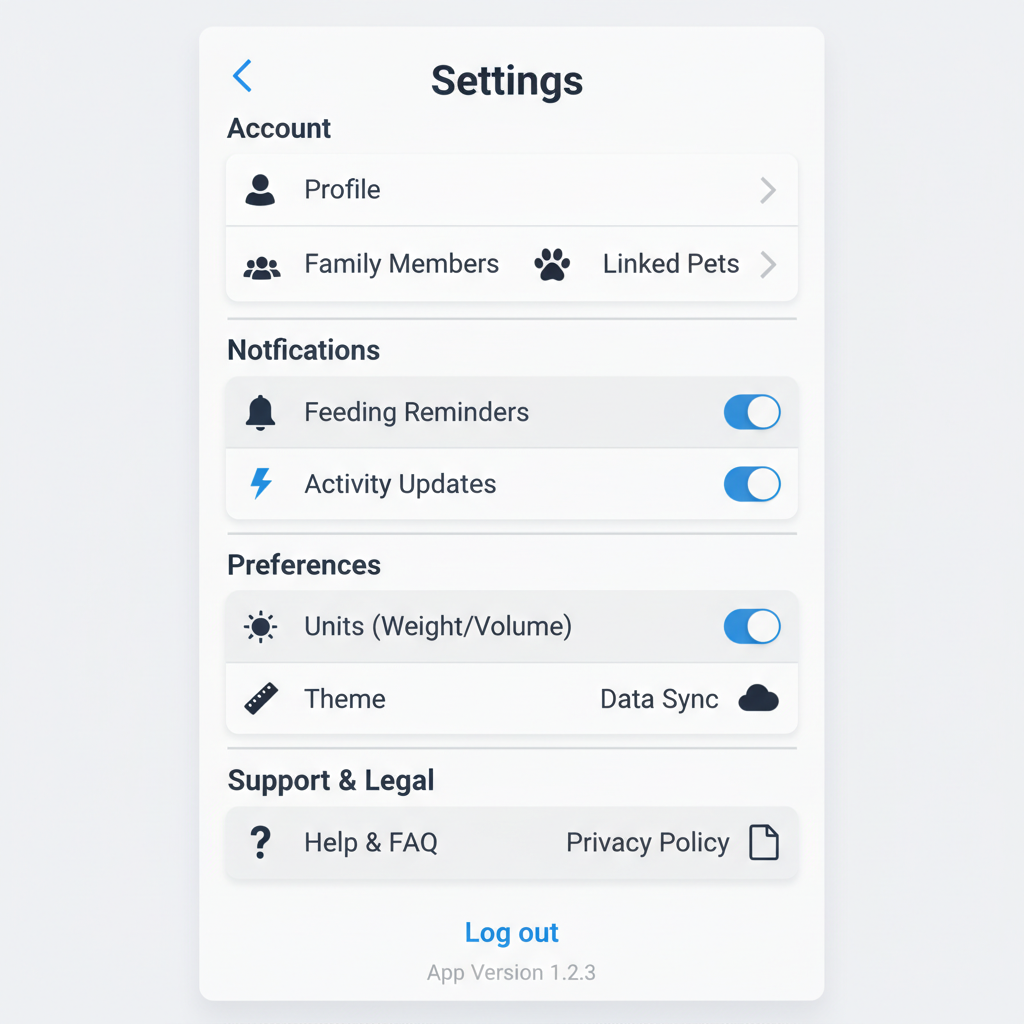 Settings
Account
Profile
Family Members Linked Pets
Notfications
Feeding Reminders
Activity Updates
Preferences
Units (Weight/Volume)
Theme Data Sync
Support & Legal
Help & FAQ Privacy Policy
Log out
App Version 1.2.3